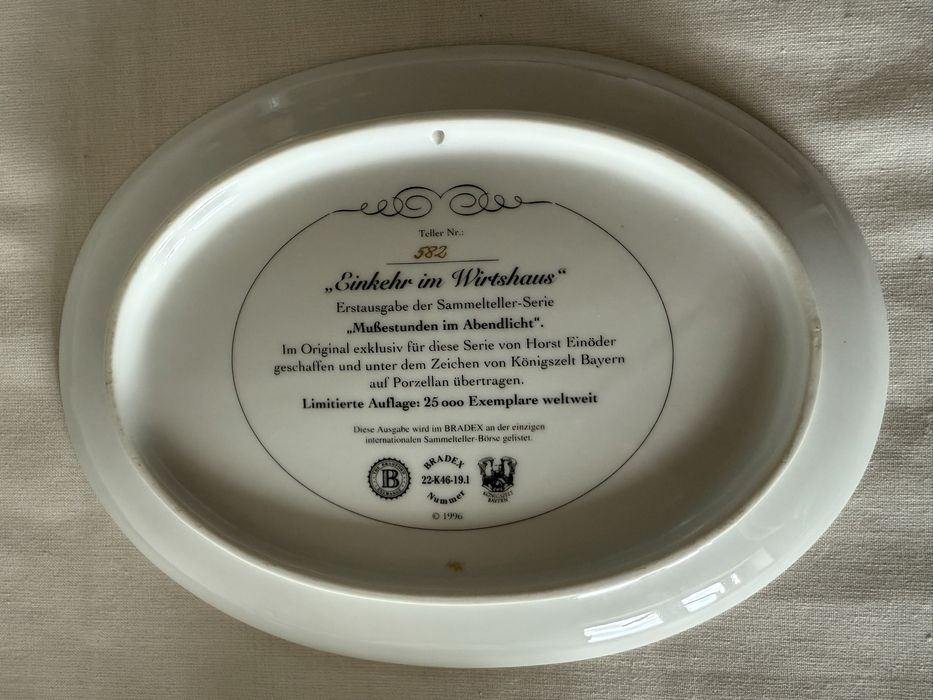 Teller Nr.:
582
„Einkehr im Wirtshaus“
Erstausgabe der Sammelteller-Serie
„Mußestunden im Abendlicht“.
Im Original exklusiv für diese Serie von Horst Einöder
geschaffen und unter dem Zeichen von Königszelt Bayern
auf Porzellan übertragen.
Limitierte Auflage: 25 000 Exemplare weltweit
Diese Ausgabe wird im BRADEX an der einzigen
internationalen Sammelteller-Börse gelistet.
B
BRADEX
22-K46-19.1
Nummer
KÖNIGSZELT
BAYERN
© 1996